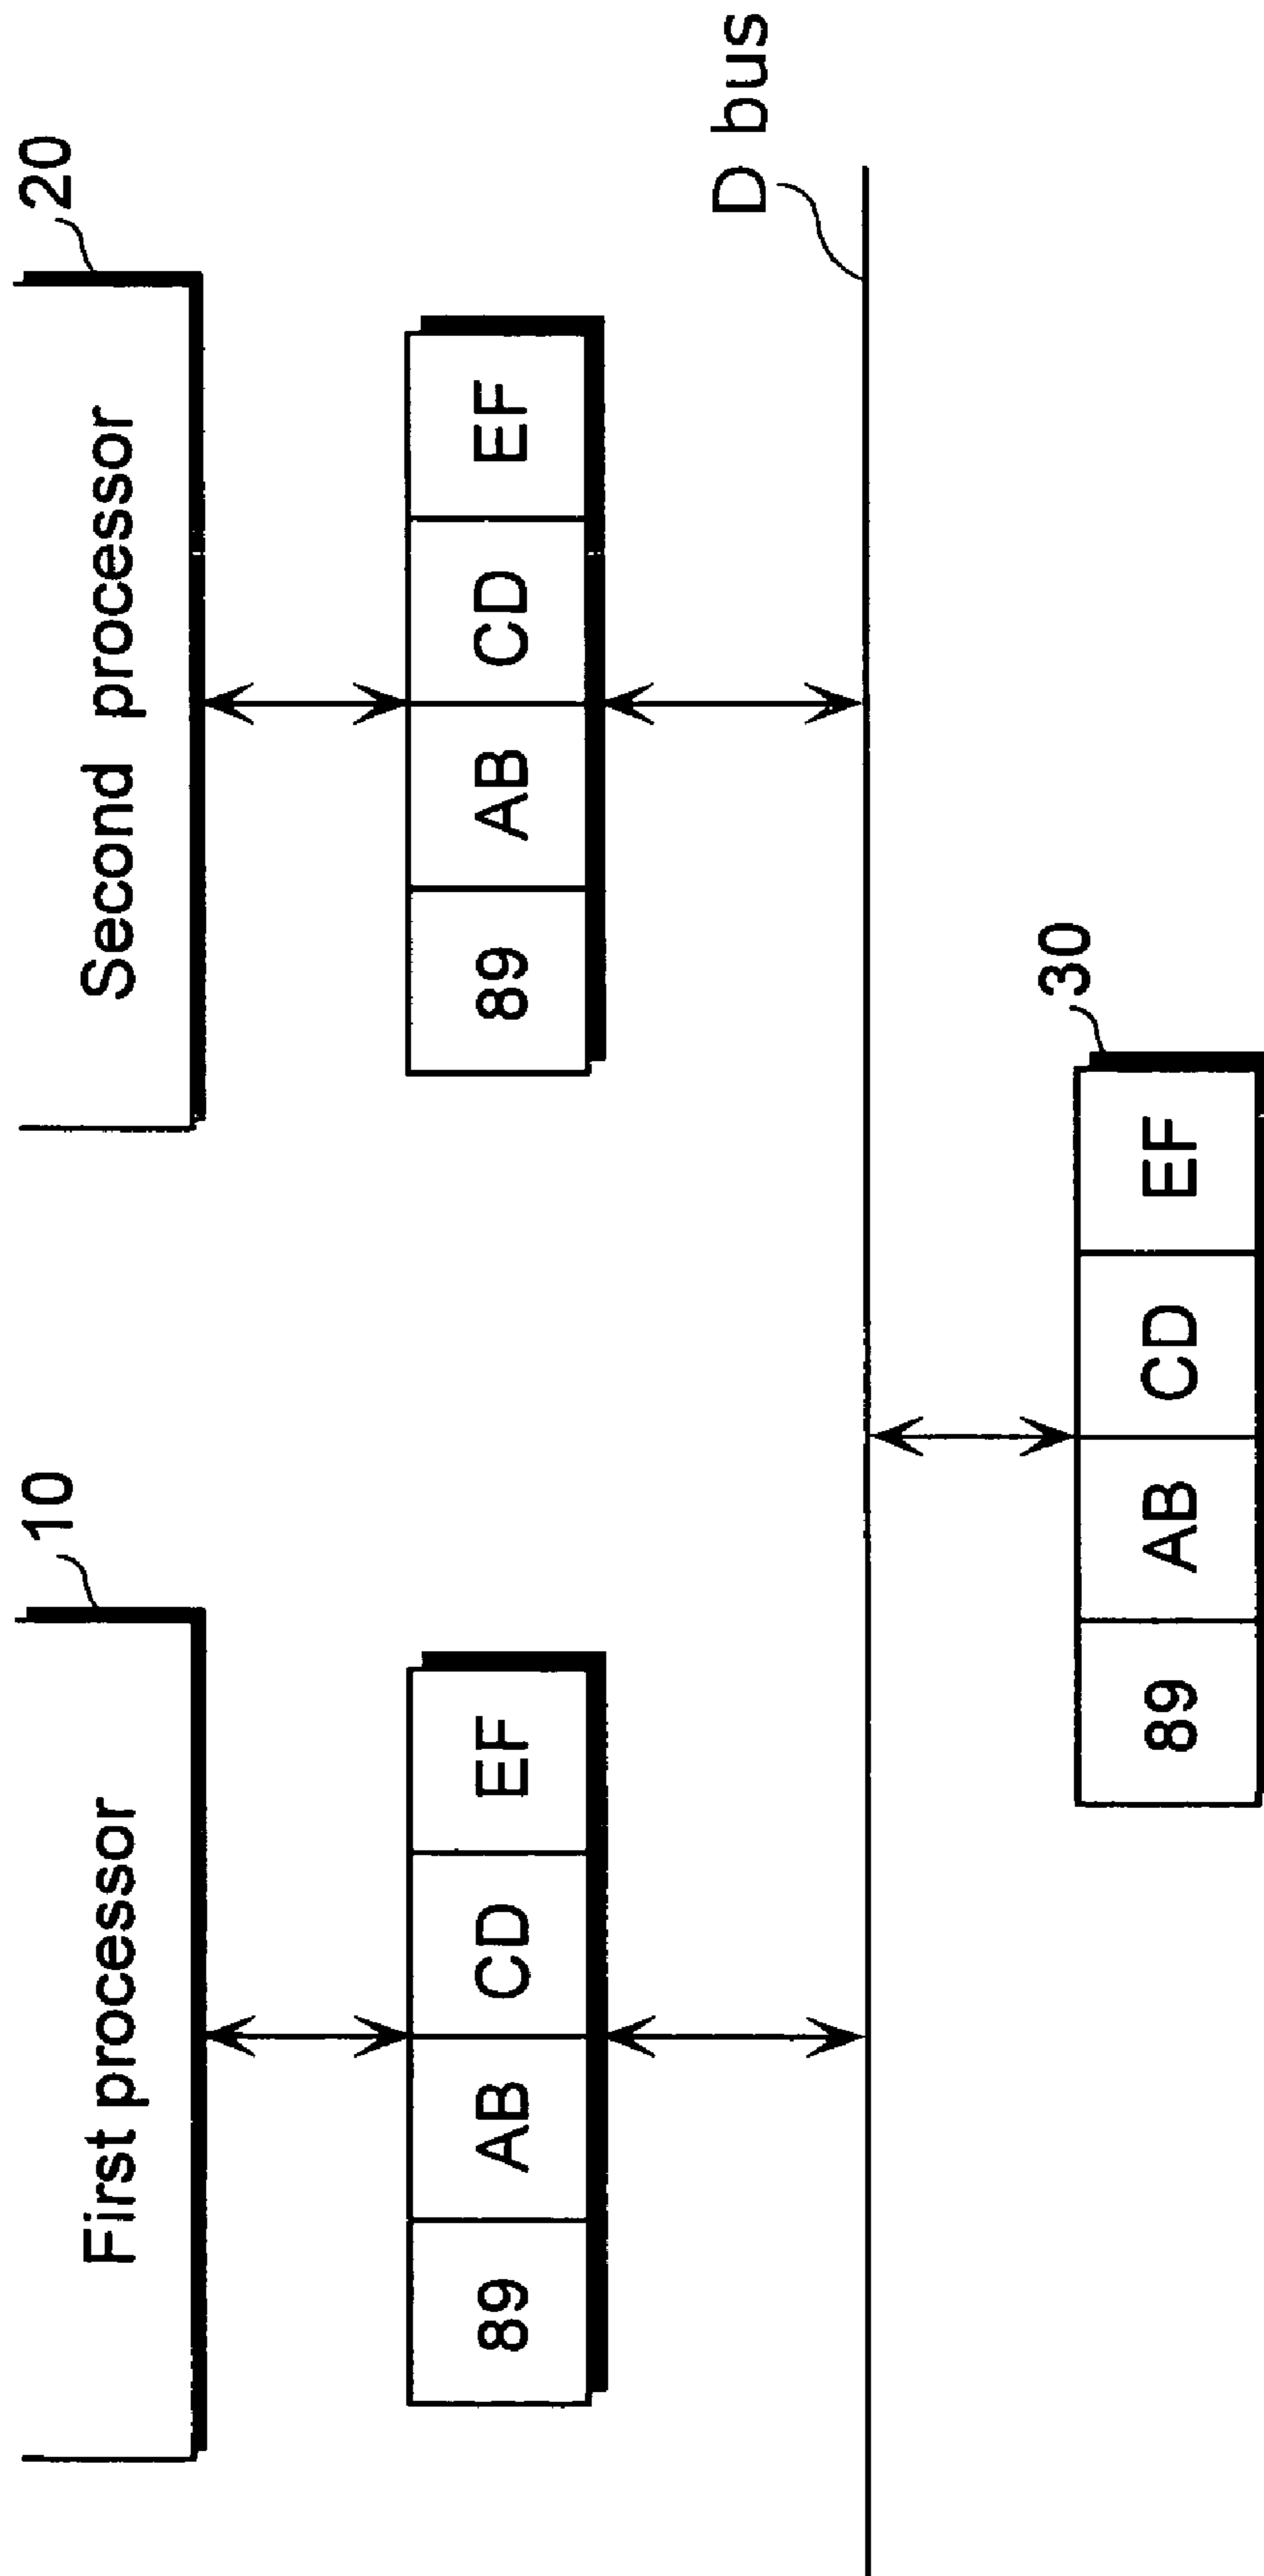 10
20
First processor
Second processor
89 AB CD EF
89 AB CD EF
D bus
30
89 AB CD EF